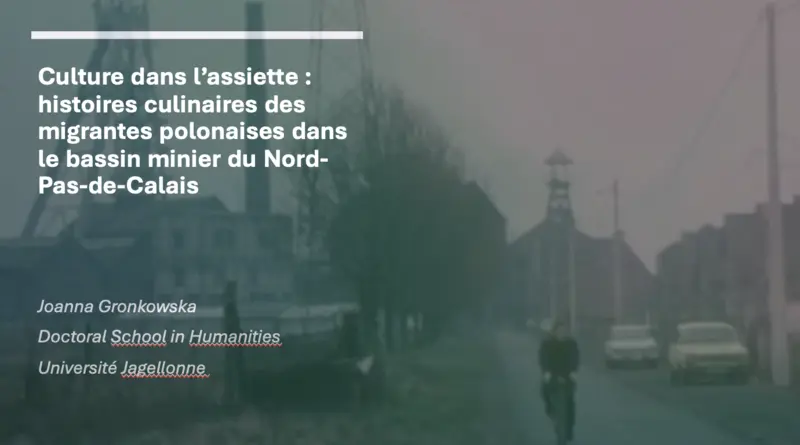 Culture dans l’assiette :
histoires culinaires des
migrantes polonaises dans
le bassin minier du Nord-
Pas-de-Calais
Joanna Gronkowska
Doctoral School in Humanities
Université Jagellonne